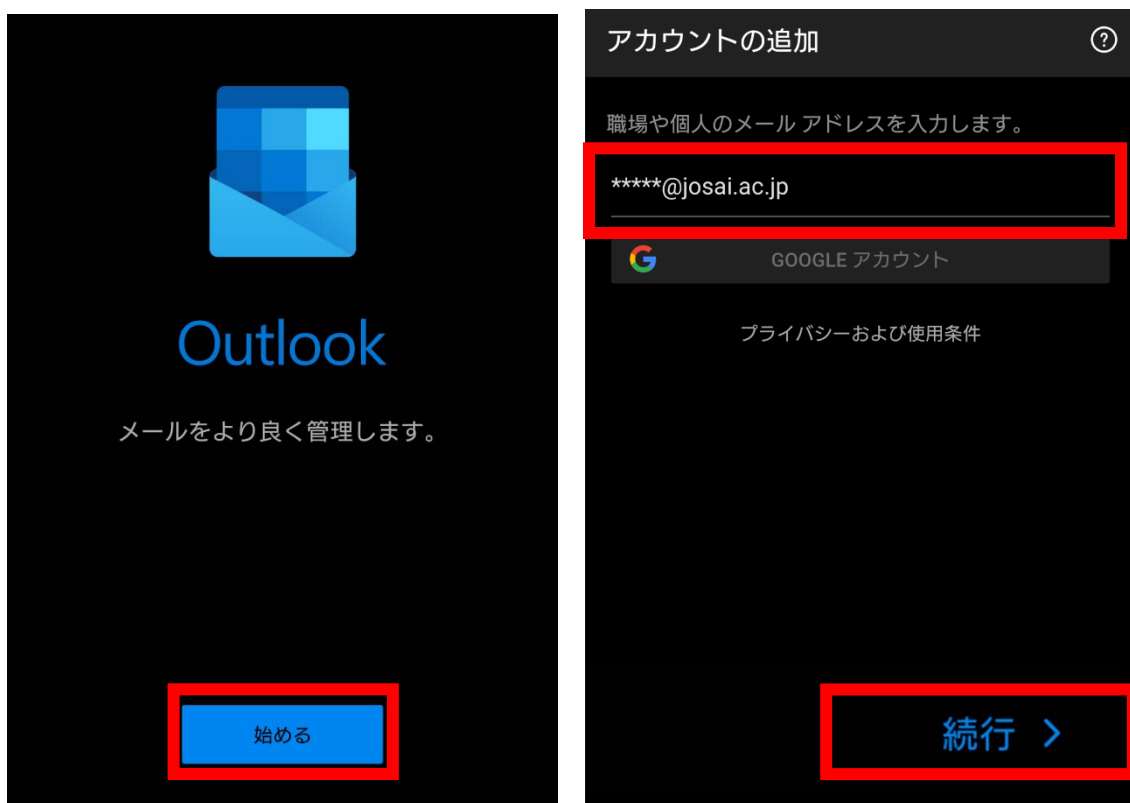 Outlook
メールをより良く管理します。
始める
アカウントの追加
?
職場や個人のメール アドレスを入力します。
*****@josai.ac.jp
G
GOOGLE アカウント
プライバシーおよび使用条件
続行 >